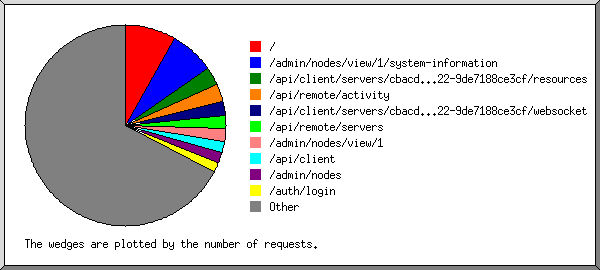 /
/admin/nodes/view/1/system-information
/api/client/servers/cbacd...22-9de7188ce3cf/resources
/api/remote/activity
/api/client/servers/cbacd...22-9de7188ce3cf/websocket
/api/remote/servers
/admin/nodes/view/1
/api/client
/admin/nodes
/auth/login
Other
The wedges are plotted by the number of requests.